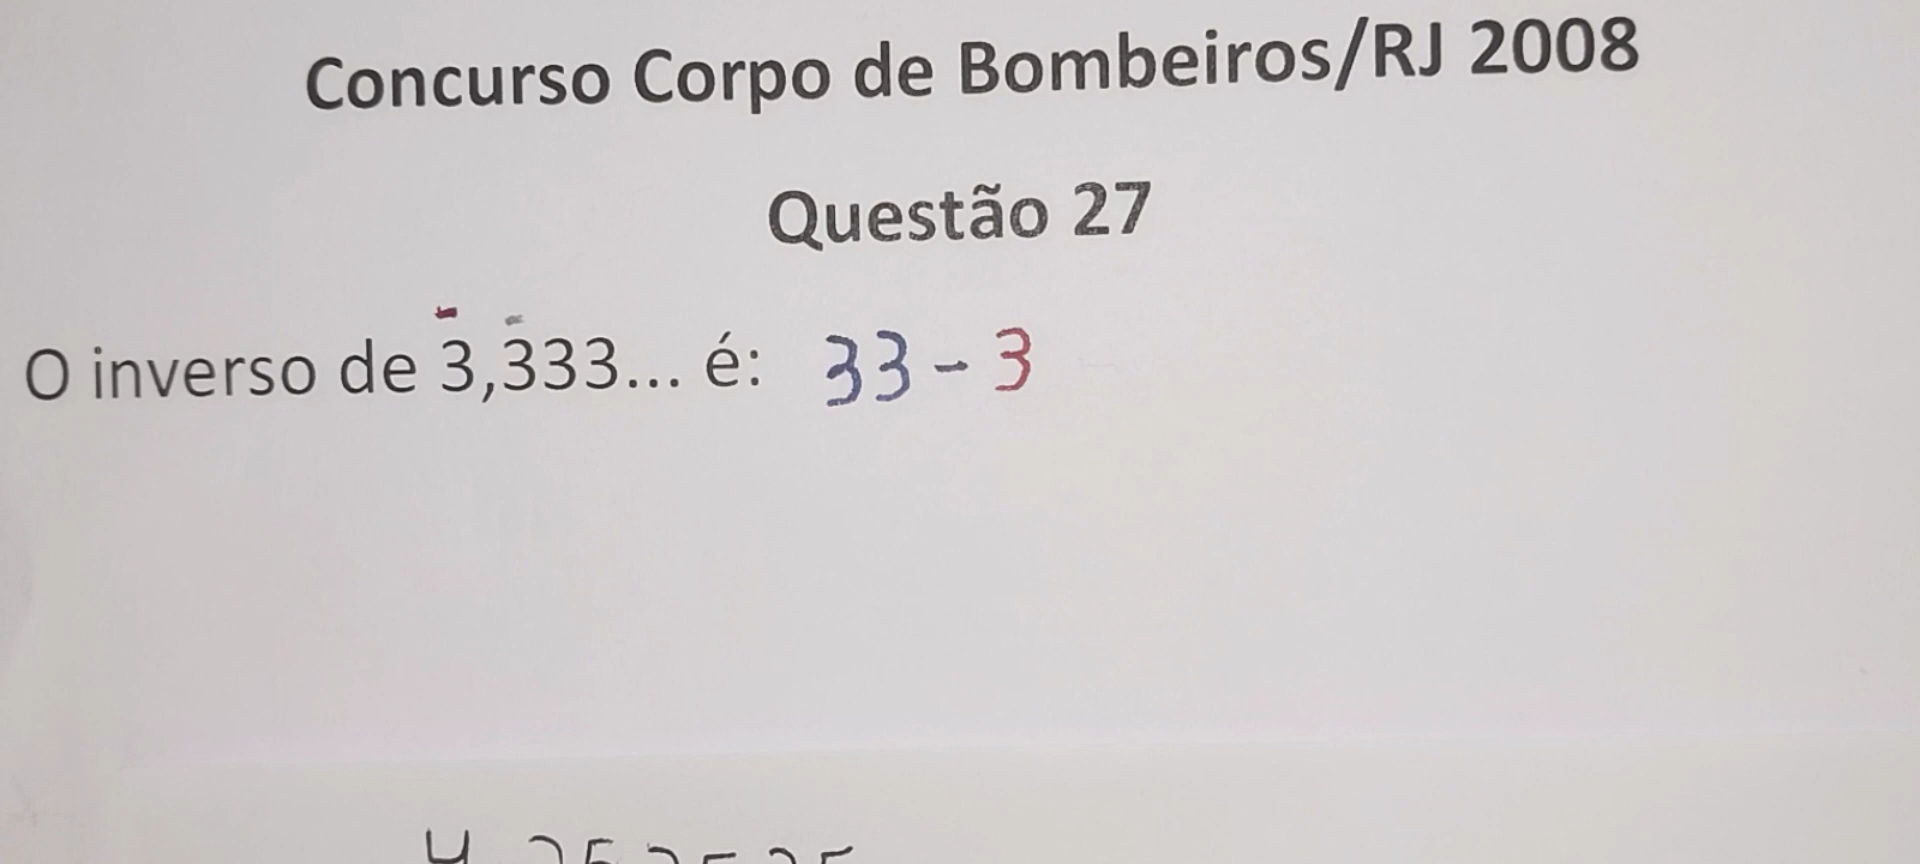 Concurso Corpo de Bombeiros/RJ 2008
Questão 27
O inverso de 3,333... é: 33 - 3